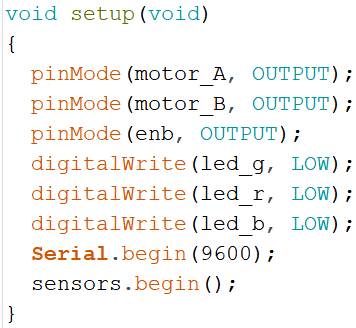 void setup(void)
{
  pinMode(motor_A, OUTPUT);
  pinMode(motor_B, OUTPUT);
  pinMode(enb, OUTPUT);
  digitalWrite(led_g, LOW);
  digitalWrite(led_r, LOW);
  digitalWrite(led_b, LOW);
  Serial.begin(9600);
  sensors.begin();
}